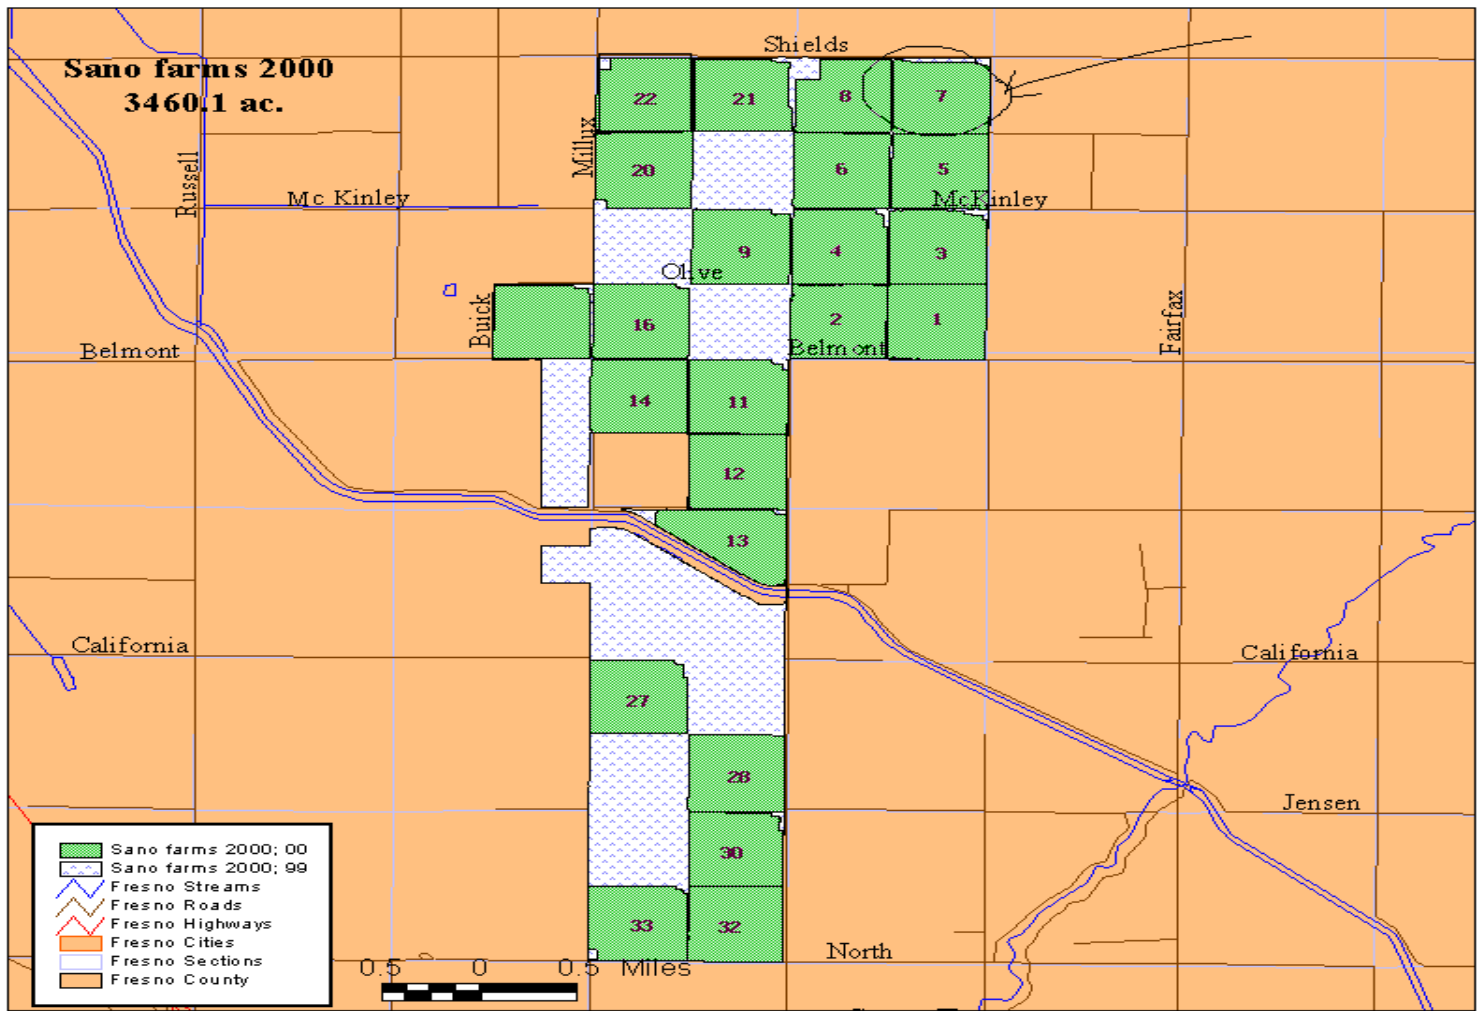 Shields
Sano farms 2000
3460.1 ac.
22
21
8
7
Millux
Russell
20
6
5
Mc Kinley
McKinley
9
4
3
Olive
Buick
16
2
1
Fairfax
Belmont
Belmont
14
11
12
13
California
California
27
28
Jensen
30
33
32
North
Sano farms 2000; 00
Sano farms 2000; 99
Fresno Streams
Fresno Roads
Fresno Highways
Fresno Cities
Fresno Sections
Fresno County
0.5 0 0.5 Miles